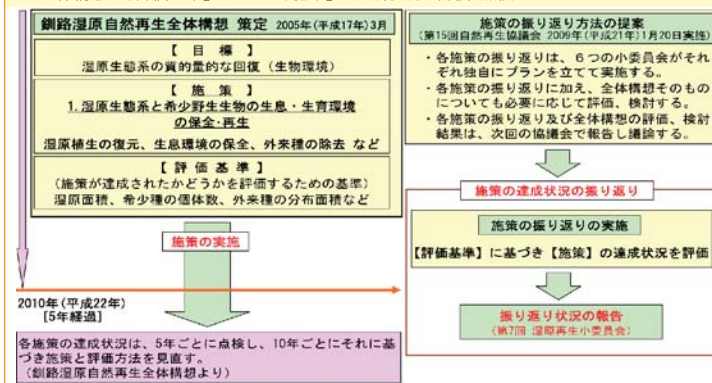 釧路湿原自然再生全体構想 策定 2005年(平成17年)3月
【 目 標 】
湿原生態系の質的量的な回復(生物環境)
【 施 策 】
1.湿原生態系と希少野生生物の生息・生育環境
の保全・再生
湿原植生の復元、生息環境の保全、外来種の除去 など
【 評 価 基 準 】
(施策が達成されたかどうかを評価するための基準)
湿原面積、希少種の個体数、外来種の分布面積など
施策の実施
2010年(平成22年)
[5年経過]
各施策の達成状況は、5年ごとに点検し、10年ごとにそれに基
づき施策と評価方法を見直す。
(釧路湿原自然再生全体構想より)
施策の振り返り方法の提案
(第15回自然再生協議会 2009年(平成21年)1月20日実施)
・各施策の振り返りは、6つの小委員会がそれ
ぞれ独自にプランを立てて実施する。
・各施策の振り返りに加え、全体構想そのもの
についても必要に応じて評価、検討する。
・各施策の振り返り及び全体構想の評価、検討
結果は、次回の協議会で報告し議論する。
施策の達成状況の振り返り
施策の振り返りの実施
【評価基準】に基づき【施策】の達成状況を評価
振り返り状況の報告
(第7回 湿原再生小委員会)